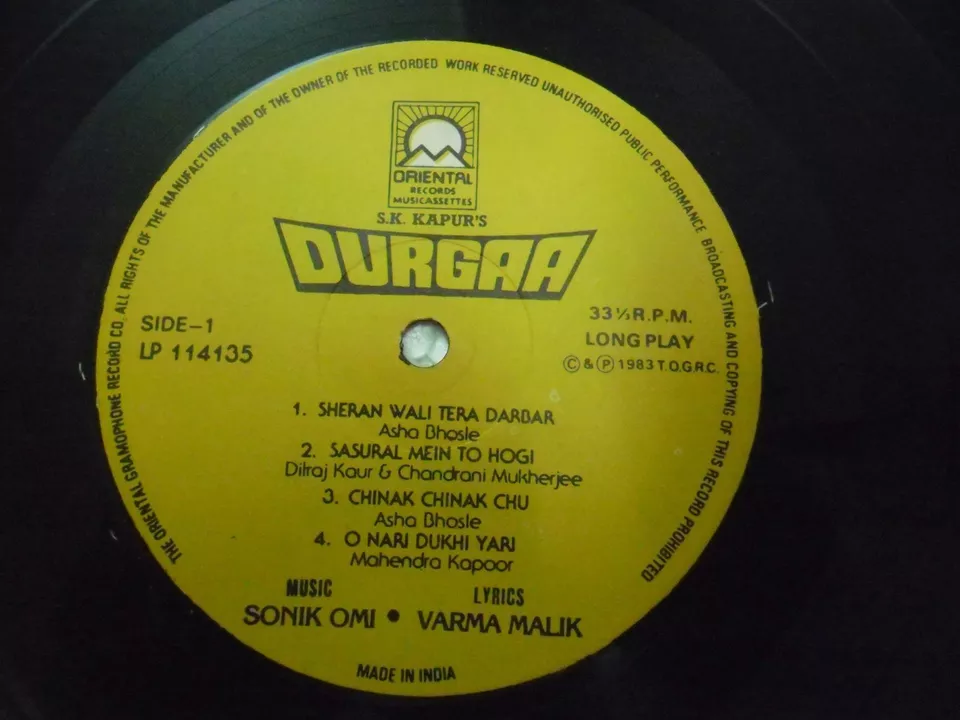 THE ORIENTAL GRAMOPHONE RECORD CO. ALL RIGHTS OF THE MANUFACTURER AND OF THE OWNER OF THE RECORDED WORK RESERVED UNAUTHORISED PUBLIC PERFORMANCE BROADCASTING AND COPYING OF THIS RECORD PROHIBITED
ORIENTAL
RECORDS
MUSICASSETTES
S.K. KAPUR'S
DURGAA
SIDE-1
LP 114135
33⅓ R.P.M.
LONG PLAY
© & ℗ 1983 T.O.G.R.C.
1. SHERAN WALI TERA DARBAR
Asha Bhosle
2. SASURAL MEIN TO HOGI
Dilraj Kaur & Chandrani Mukherjee
3. CHINAK CHINAK CHU
Asha Bhosle
4. O NARI DUKHI YARI
Mahendra Kapoor
MUSIC LYRICS
SONIK OMI • VARMA MALIK
MADE IN INDIA